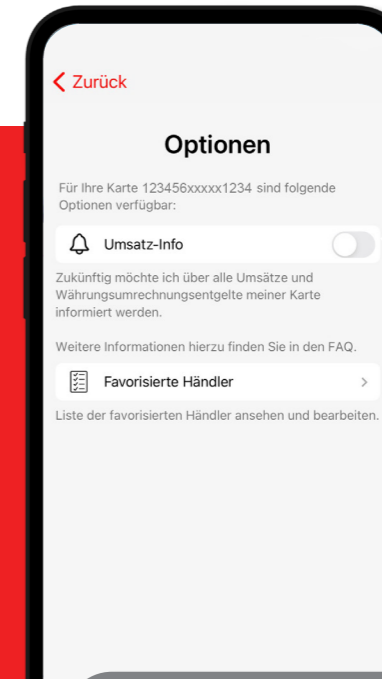 Zurück
Optionen
Für Ihre Karte 123456xxxxx1234 sind folgende
Optionen verfügbar:
Umsatz-Info
Zukünftig möchte ich über alle Umsätze und
Währungsumrechnungsentgelte meiner Karte
informiert werden.
Weitere Informationen hierzu finden Sie in den FAQ.
Favorisierte Händler
Liste der favorisierten Händler ansehen und bearbeiten.